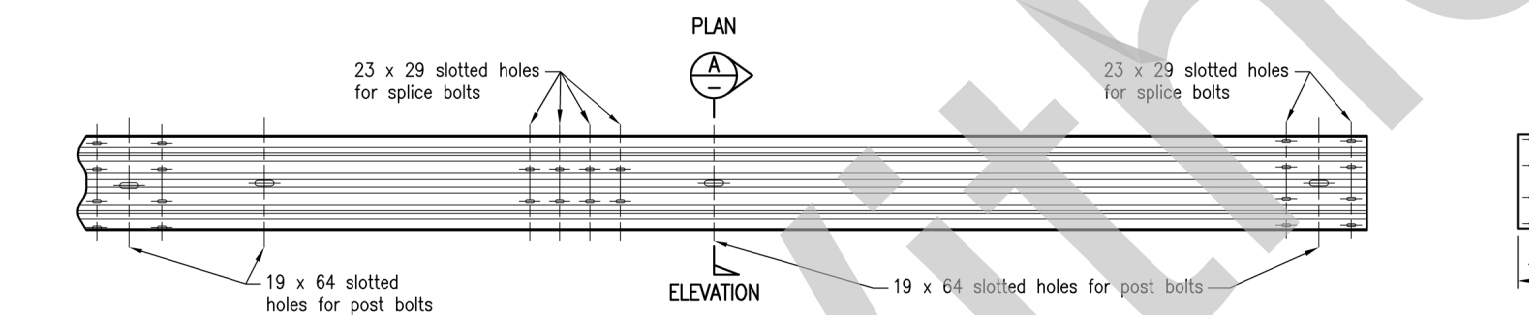 PLAN
A
–
23 x 29 slotted holes
for splice bolts
23 x 29 slotted holes
for splice bolts
19 x 64 slotted
holes for post bolts
ELEVATION
19 x 64 slotted holes for post bolts